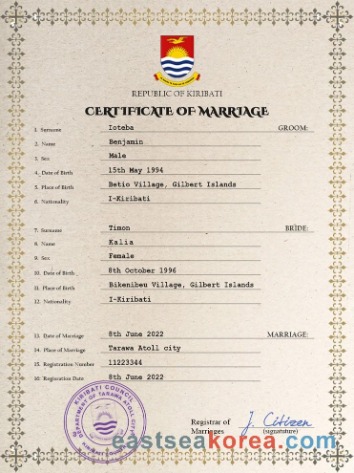 REPUBLIC OF KIRIBATI
CERTIFICATE OF MARRIAGE
1. Surname Ioteba GROOM:
2. Name Benjamin
3. Sex Male
4. Date of Birth 15th May 1994
5. Place of Birth Betio Village, Gilbert Islands
6. Nationality I-Kiribati
7. Surname Timon BRIDE:
8. Name Kalia
9. Sex Female
10. Date of Birth 8th October 1996
11. Place of Birth Bikenibeu Village, Gilbert Islands
12. Nationality I-Kiribati
13. Date of Marriage 8th June 2022 MARRIAGE:
14. Place of Marriage Tarawa Atoll city
15. Registration Number 11223344
16. Registration Date 8th June 2022
KIRIBATI COUNCIL
DEPARTMENT OF TARAWA ATOLL CITY
Registrar of Marriages
J. Citizen
(signature)
eastseakorea.com